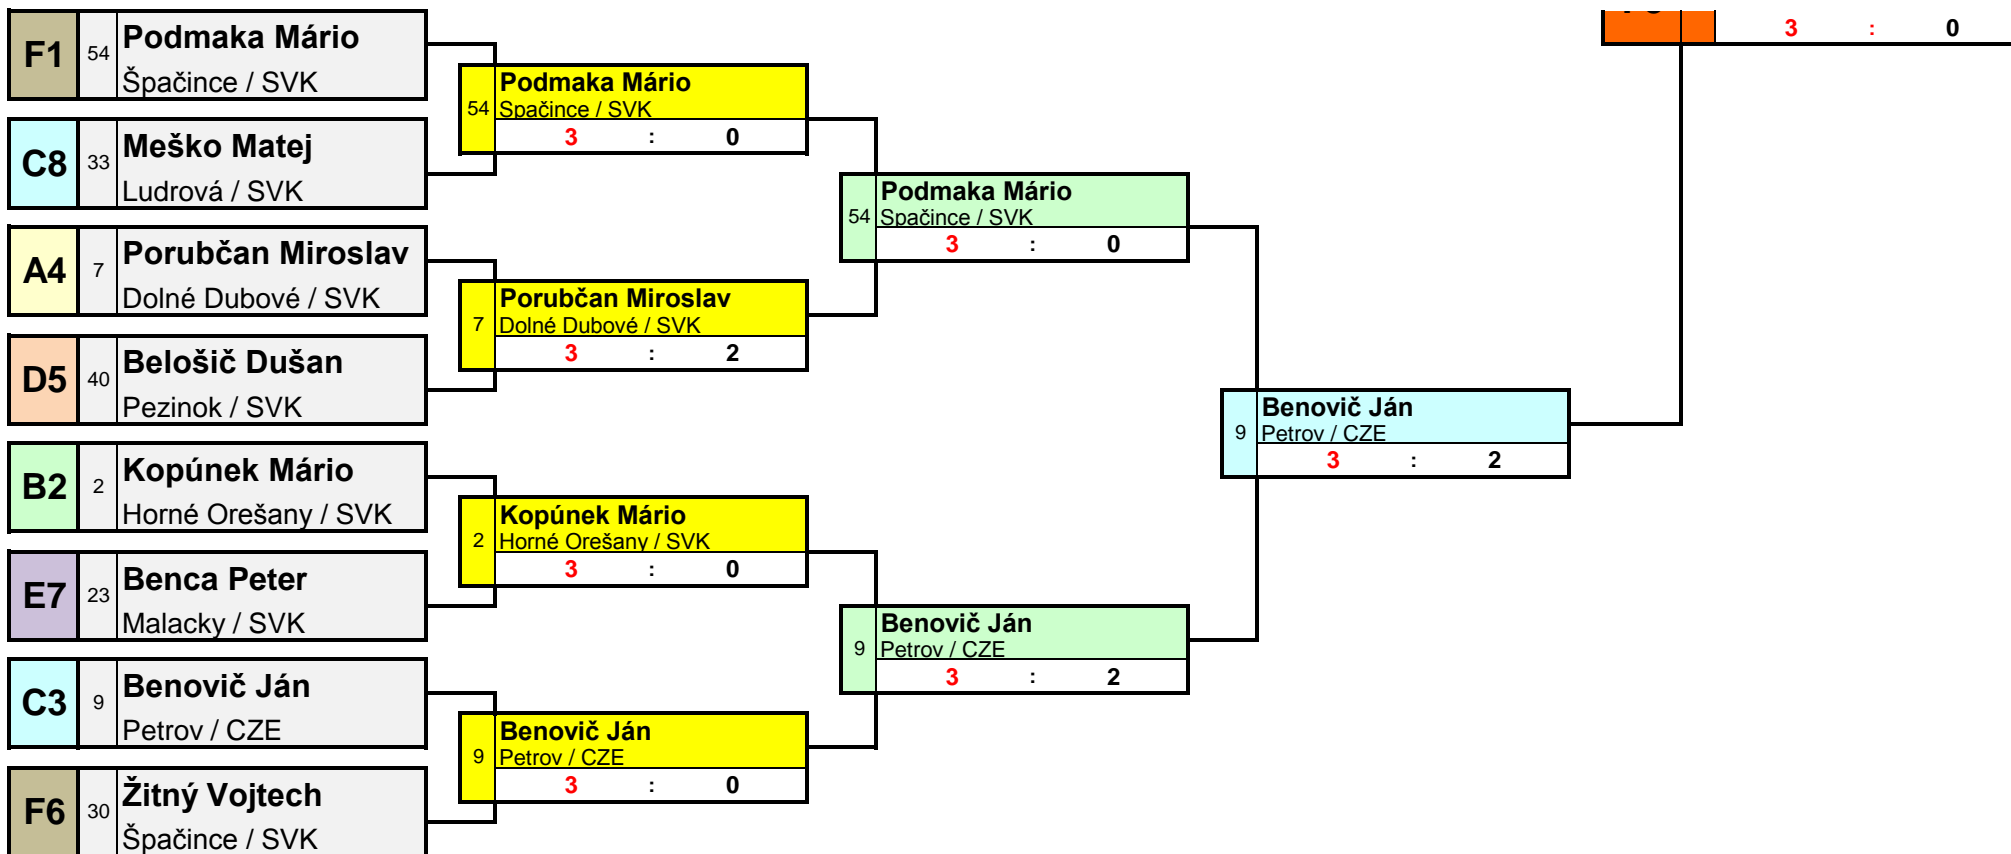 F1 54 Podmaka Mário
Špačince / SVK
C8 33 Meško Matej
Ludrová / SVK
A4 7 Porubčan Miroslav
Dolné Dubové / SVK
D5 40 Belošič Dušan
Pezinok / SVK
B2 2 Kopúnek Mário
Horné Orešany / SVK
E7 23 Benca Peter
Malacky / SVK
C3 9 Benovič Ján
Petrov / CZE
F6 30 Žitný Vojtech
Špačince / SVK
Podmaka Mário
54 Spačince / SVK
3 : 0
Porubčan Miroslav
7 Dolné Dubové / SVK
3 : 2
Kopúnek Mário
2 Horné Orešany / SVK
3 : 0
Benovič Ján
9 Petrov / CZE
3 : 0
Podmaka Mário
54 Spačince / SVK
3 : 0
Benovič Ján
9 Petrov / CZE
3 : 2
Benovič Ján
9 Petrov / CZE
3 : 2
3 : 0